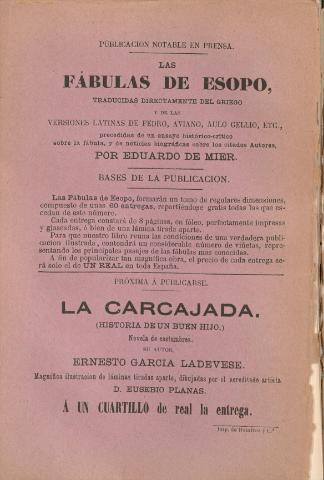 PUBLICACION NOTABLE EN PRENSA.
LAS
FÁBULAS DE ESOPO,
TRADUCIDAS DIRECTAMENTE DEL GRIEGO
Y DE LAS
VERSIONES LATINAS DE FEDRO, AVIANO, AULO GELLIO, ETC.,
precedidas de un ensayo histórico-crítico
sobre la fábula, y de noticias biográficas sobre los citados Autores,
POR EDUARDO DE MIER.
BASES DE LA PUBLICACION.
Las Fábulas de Esopo, formarán un tomo de regulares dimensiones,
compuesto de unas 60 entregas, repartiéndose gratis todas las que es-
cedan de este número.
Cada entrega constará de 8 páginas, en fóleo, perfectamente impresas
y glaseadas, ó bien de una lámina tirada aparte.
Para que nuestro libro reuna las condiciones de una verdadera publi-
cacion ilustrada, contendrá un considerable número de viñetas, repre-
sentando los principales pasajes de las fábulas mas conocidas.
A fin de popularizar tan magnífica obra, el precio de cada entrega se-
rá solo el de UN REAL en toda España.
PRÓXIMA Á PUBLICARSE.
LA CARCAJADA.
(HISTORIA DE UN BUEN HIJO.)
Novela de costumbres.
SU AUTOR,
ERNESTO GARCIA LADEVESE.
Magnífica ilustracion de láminas tiradas aparte, dibujadas por el acreditado artista
D. EUSEBIO PLANAS.
Á UN CUARTILLO de real la entrega.
Imp. de